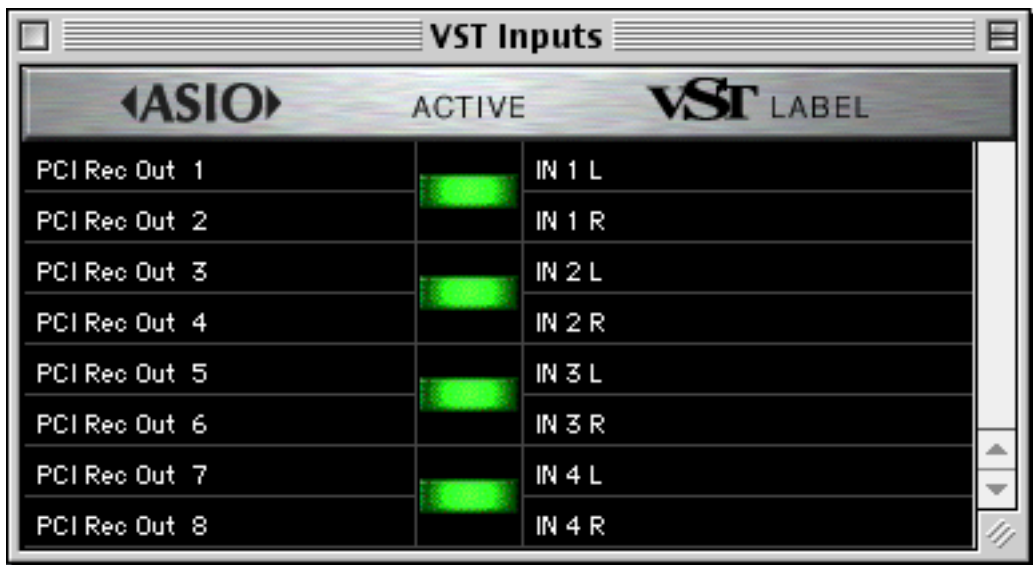 VST Inputs
ASIO ACTIVE VST LABEL
PCI Rec Out 1 IN 1 L
PCI Rec Out 2 IN 1 R
PCI Rec Out 3 IN 2 L
PCI Rec Out 4 IN 2 R
PCI Rec Out 5 IN 3 L
PCI Rec Out 6 IN 3 R
PCI Rec Out 7 IN 4 L
PCI Rec Out 8 IN 4 R